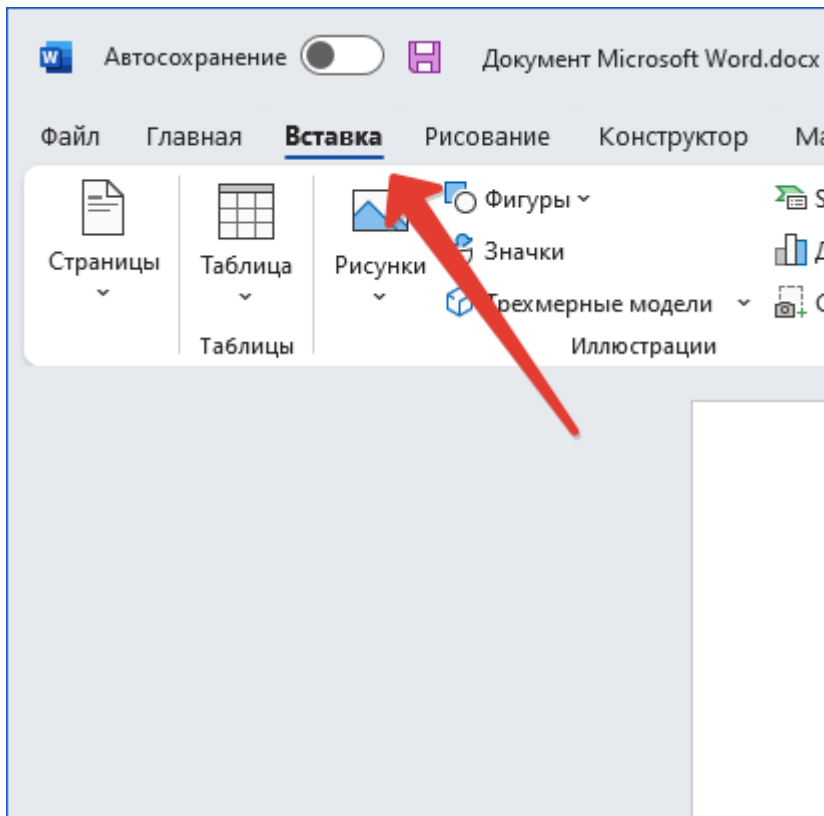 Автосохранение Документ Microsoft Word.docx
Файл Главная Вставка Рисование Конструктор
Страницы Таблица Рисунки Фигуры
Значки
Трехмерные модели
Таблицы Иллюстрации